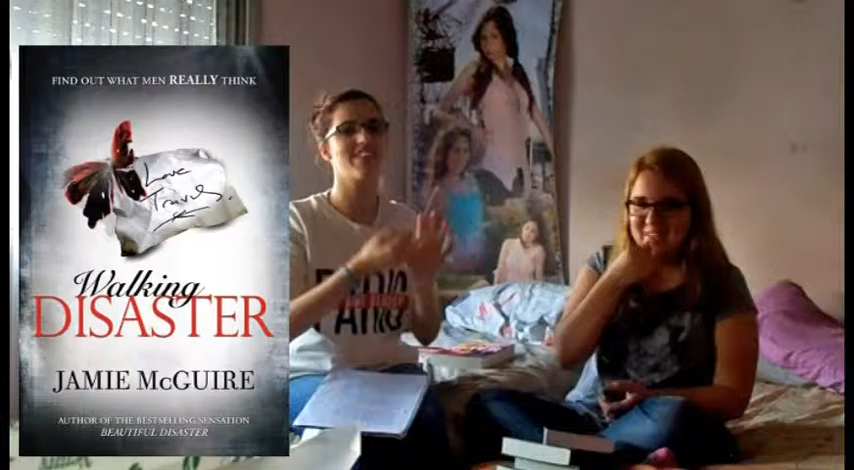 FIND OUT WHAT MEN REALLY THINK
Love
Travis.
Walking
DISASTER
JAMIE McGUIRE
AUTHOR OF THE BESTSELLING SENSATION
BEAUTIFUL DISASTER
PARIS